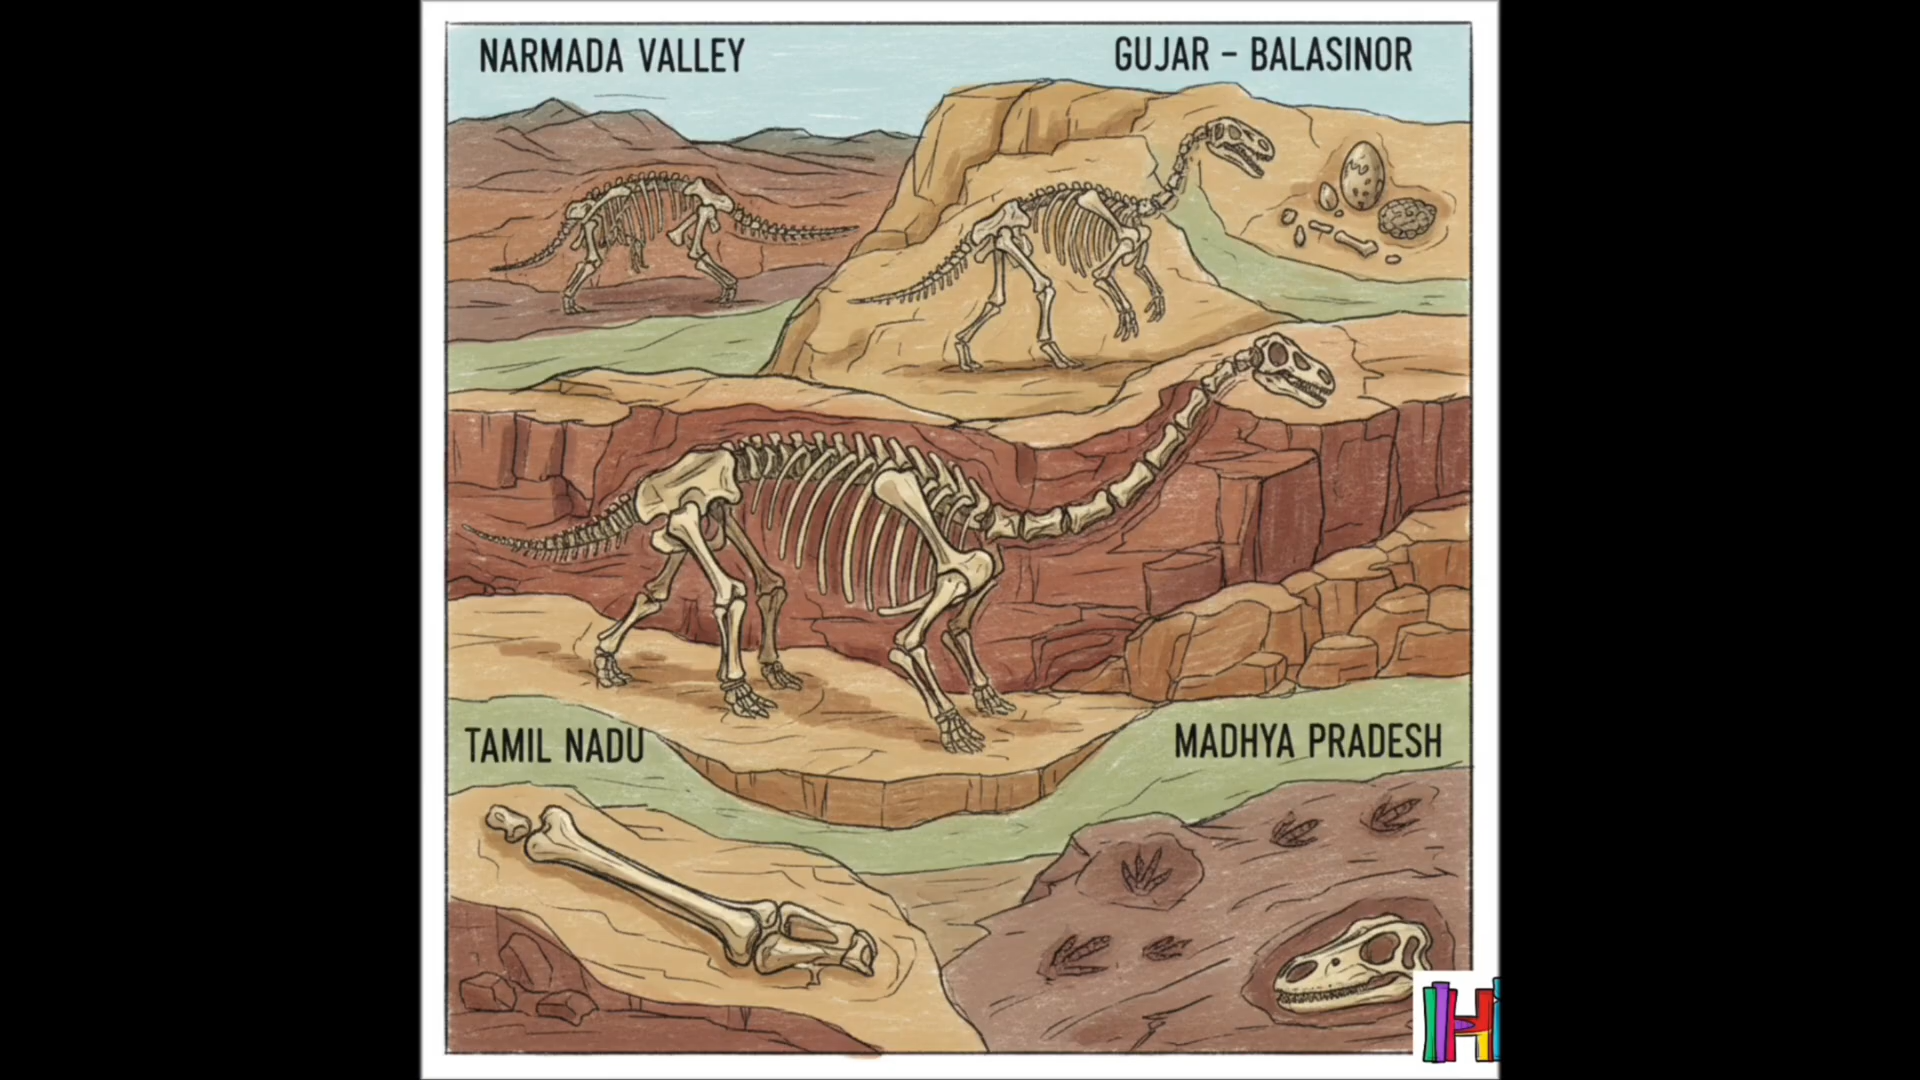 NARMADA VALLEY
GUJAR – BALASINOR
TAMIL NADU
MADHYA PRADESH